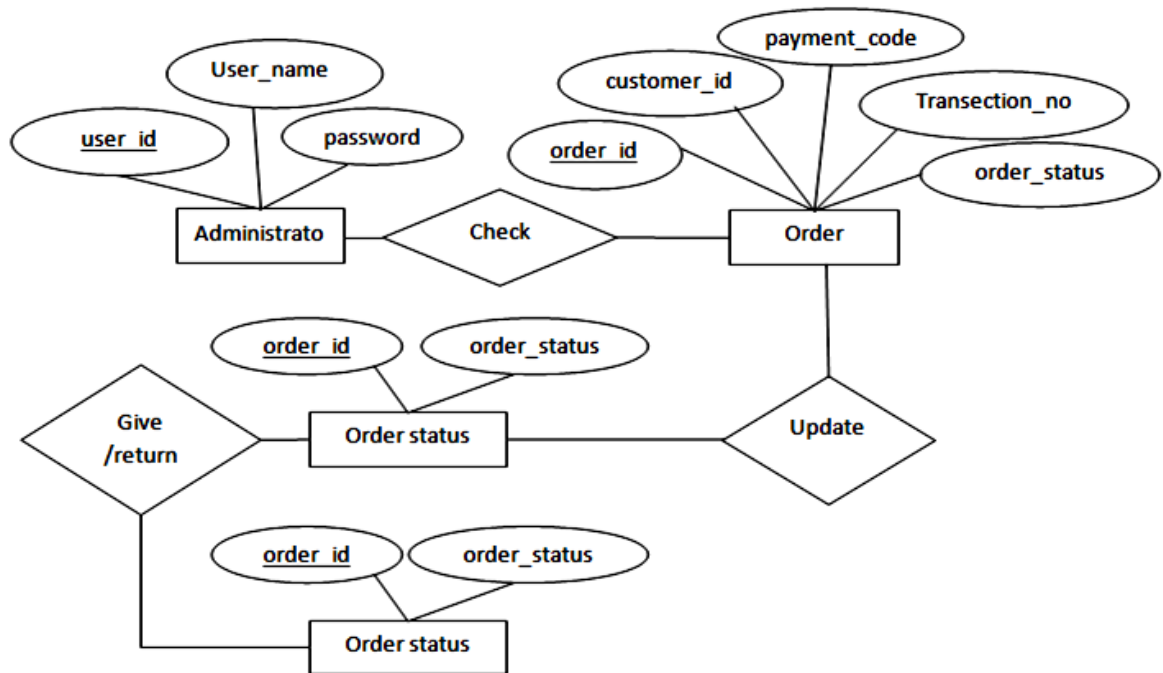 payment_code
User_name
customer_id
Transection_no
user_id
password
order_id
order_status
Administrato
Check
Order
order_id
order_status
Give
/return
Order status
Update
order_id
order_status
Order status